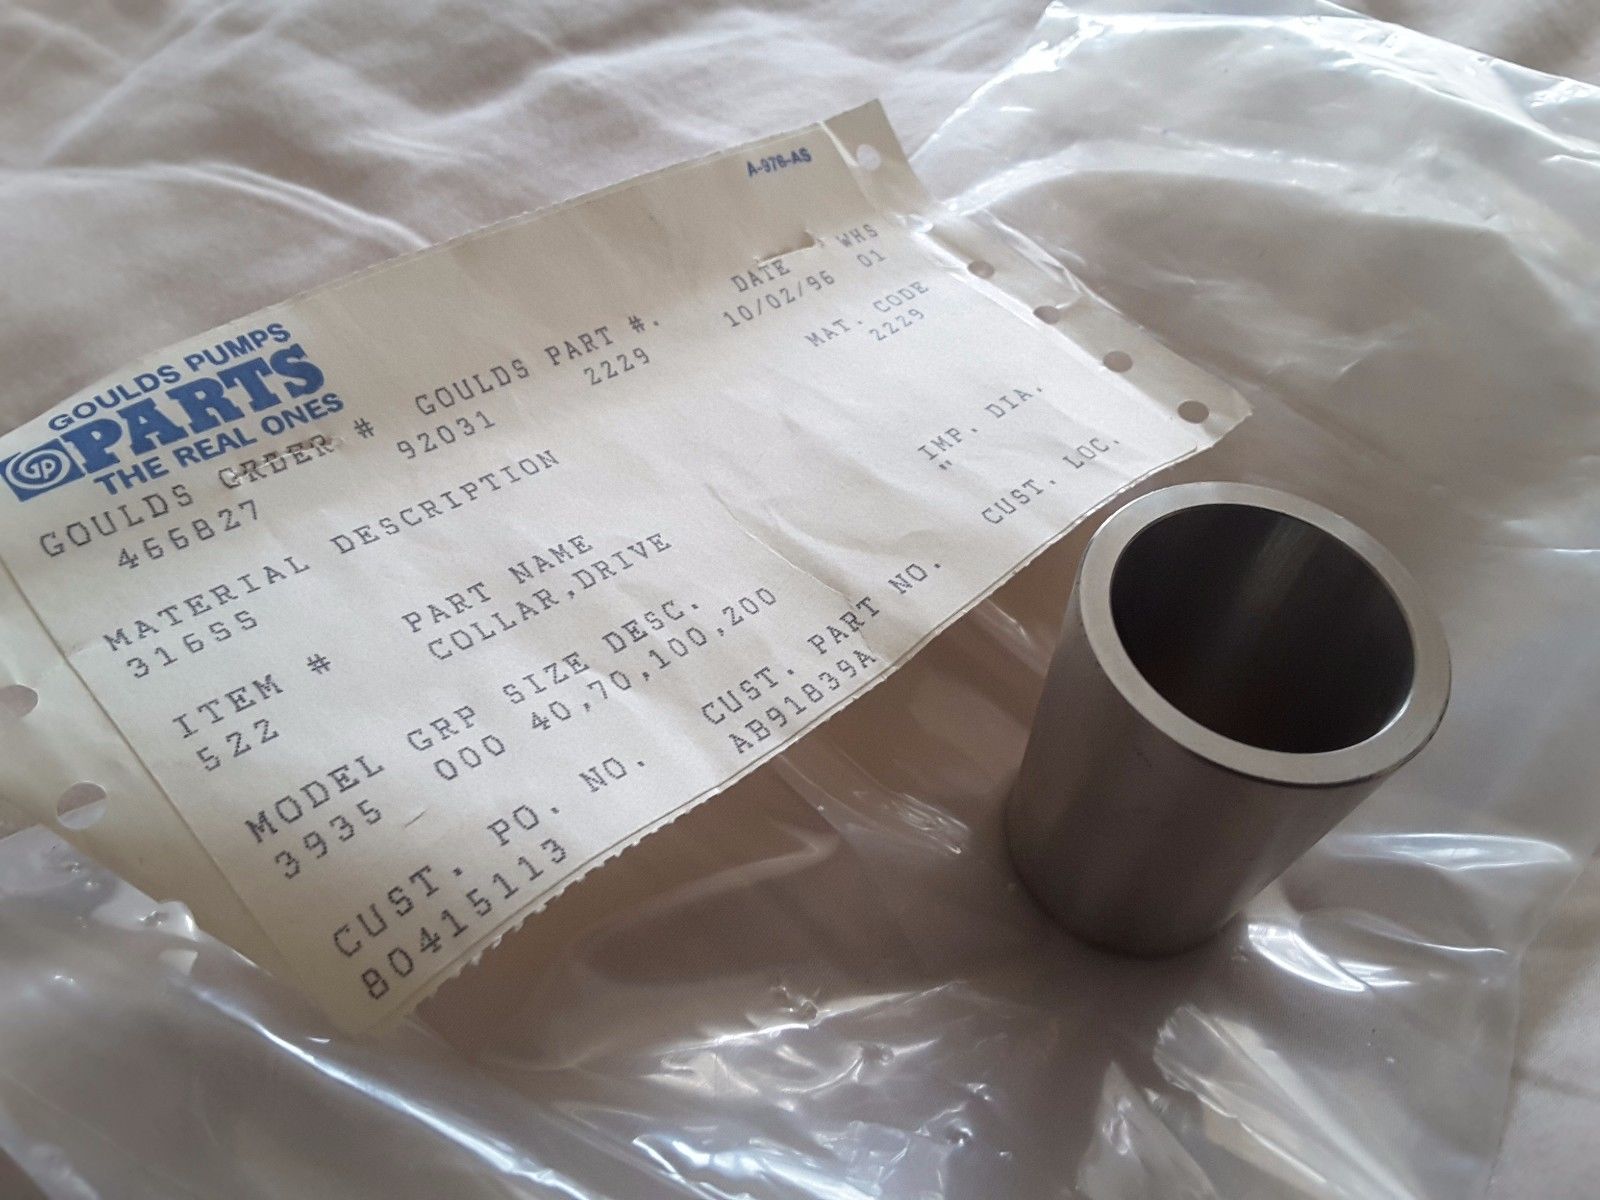 A-976-AS
GOULDS PUMPS
PARTS
THE REAL ONES
GOULDS ORDER # GOULDS PART #. DATE WHS
466827 92031 2229 10/02/96 01
MATERIAL DESCRIPTION MAT. CODE
316SS 2229
ITEM # PART NAME IMP. DIA.
522 COLLAR,DRIVE "
MODEL GRP SIZE DESC. CUST. LOC.
3935 000 40,70,100,200
CUST. PO. NO. CUST. PART NO.
80415113 AB91839A